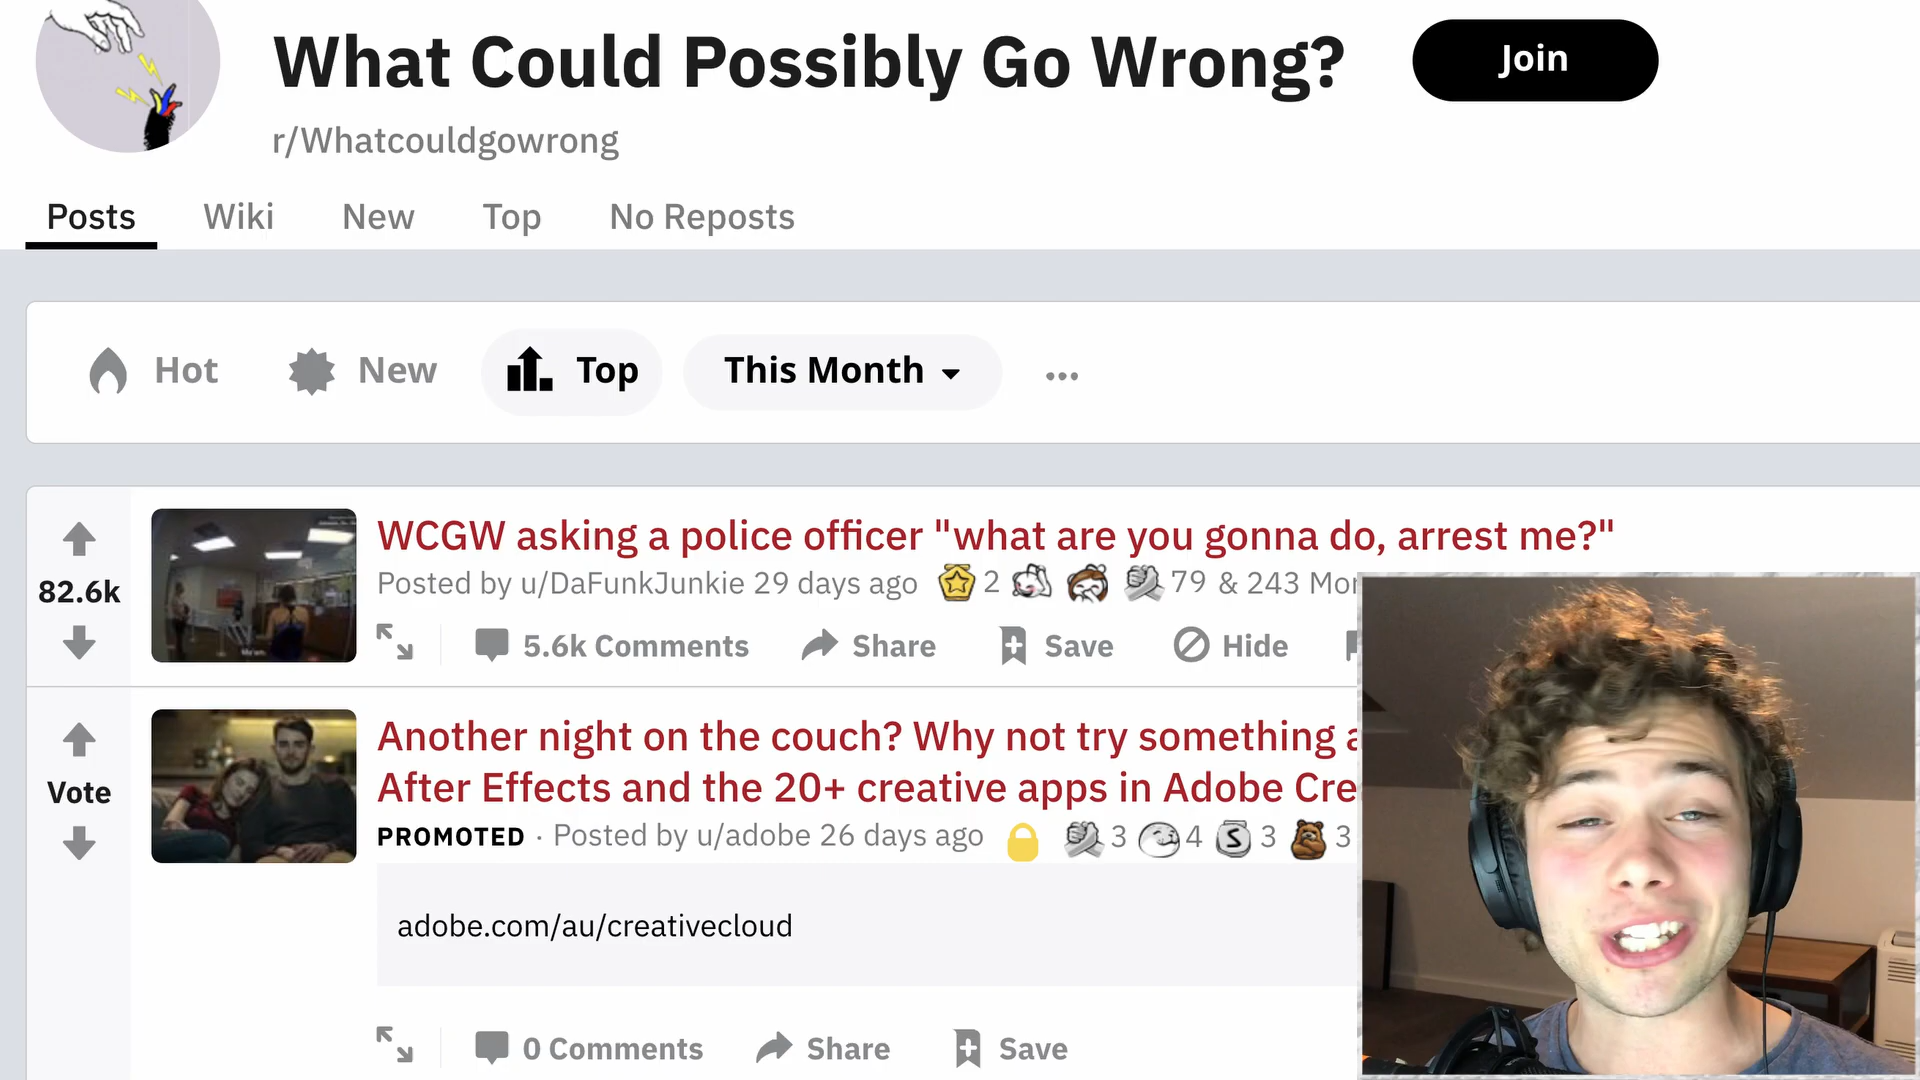 What Could Possibly Go Wrong?
Join
r/Whatcouldgowrong
Posts Wiki New Top No Reposts
Hot New Top This Month
82.6k
WCGW asking a police officer "what are you gonna do, arrest me?"
Posted by u/DaFunkJunkie 29 days ago 2 79 & 243 Mor
5.6k Comments Share Save Hide
Vote
Another night on the couch? Why not try something a
After Effects and the 20+ creative apps in Adobe Cre
PROMOTED · Posted by u/adobe 26 days ago 3 4 S 3 3
adobe.com/au/creativecloud
0 Comments Share Save